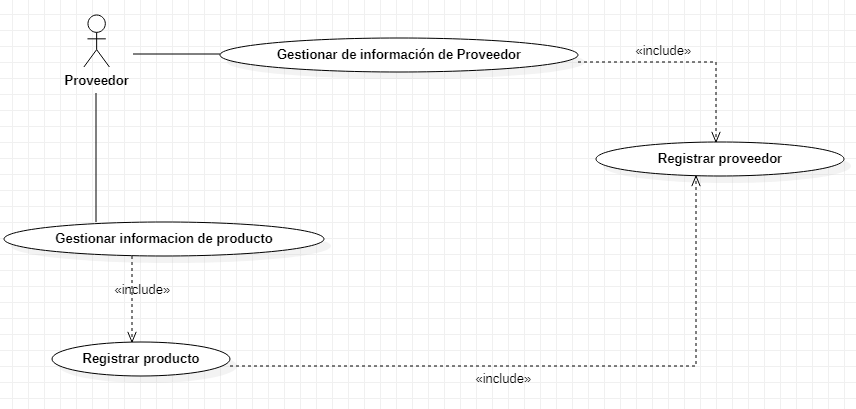 Gestionar de información de Proveedor
«include»
Proveedor
Registrar proveedor
Gestionar informacion de producto
«include»
Registrar producto
«include»